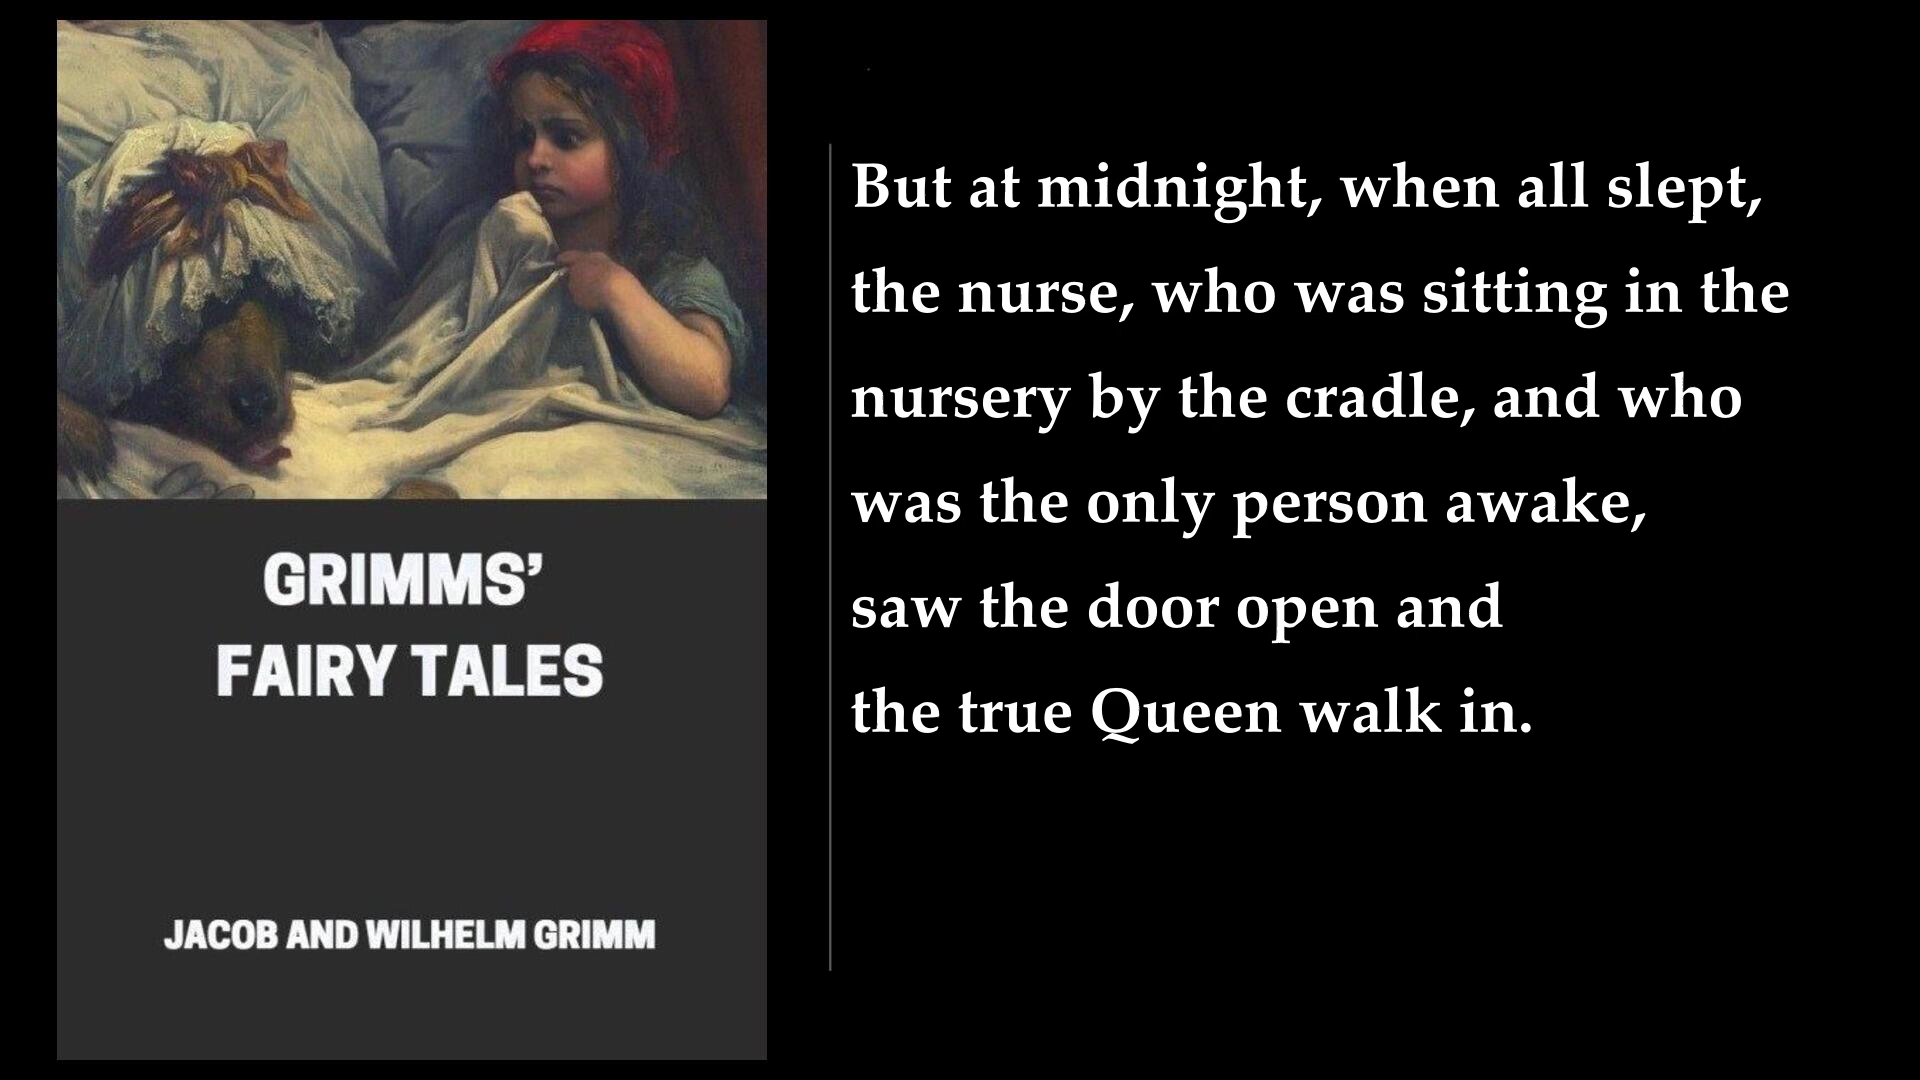 GRIMMS’
FAIRY TALES
JACOB AND WILHELM GRIMM
But at midnight, when all slept,
the nurse, who was sitting in the
nursery by the cradle, and who
was the only person awake,
saw the door open and
the true Queen walk in.